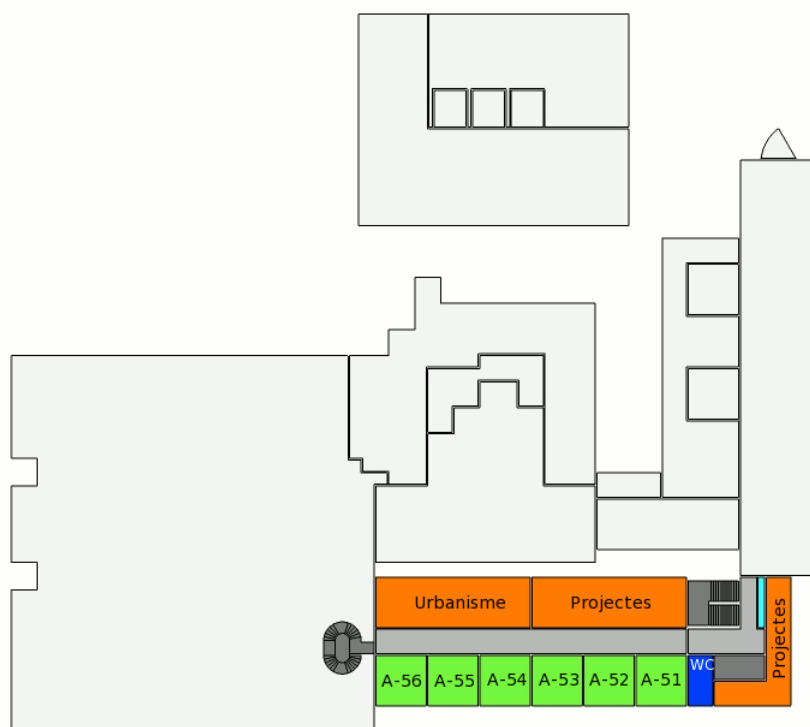 Urbanisme
Projectes
Projectes
WC
A-56
A-55
A-54
A-53
A-52
A-51